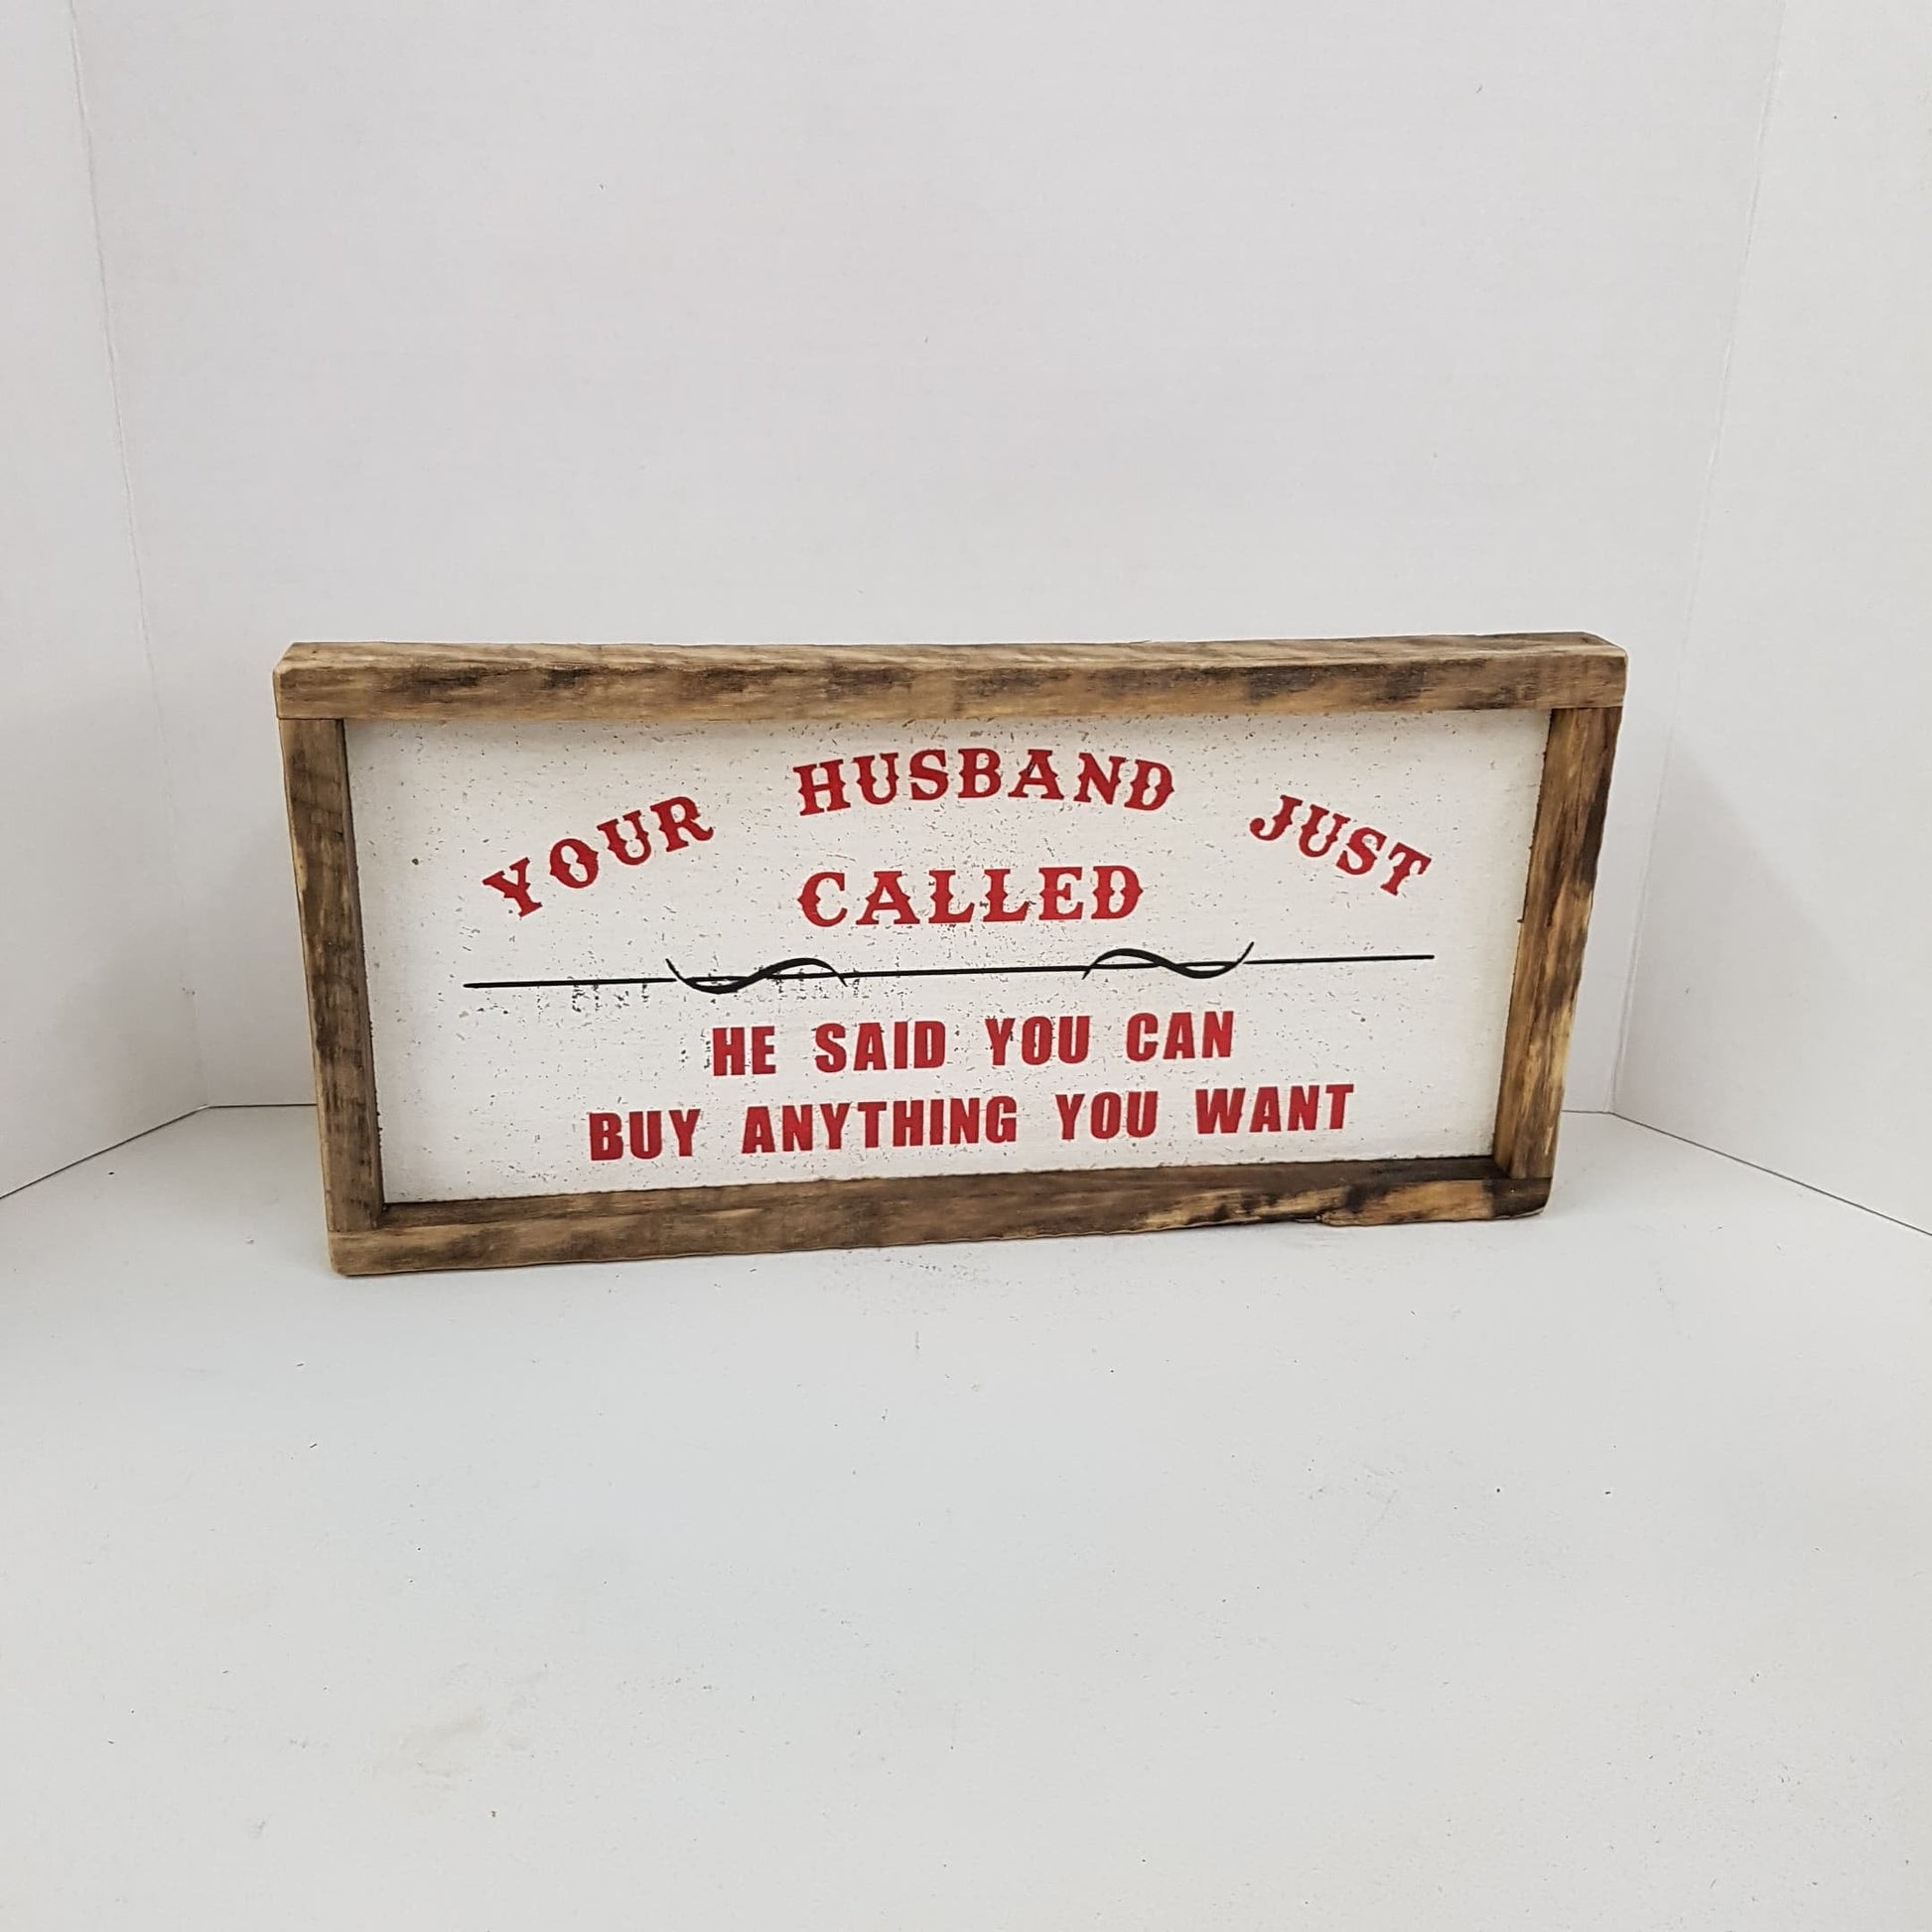 YOUR HUSBAND JUST
CALLED
HE SAID YOU CAN
BUY ANYTHING YOU WANT